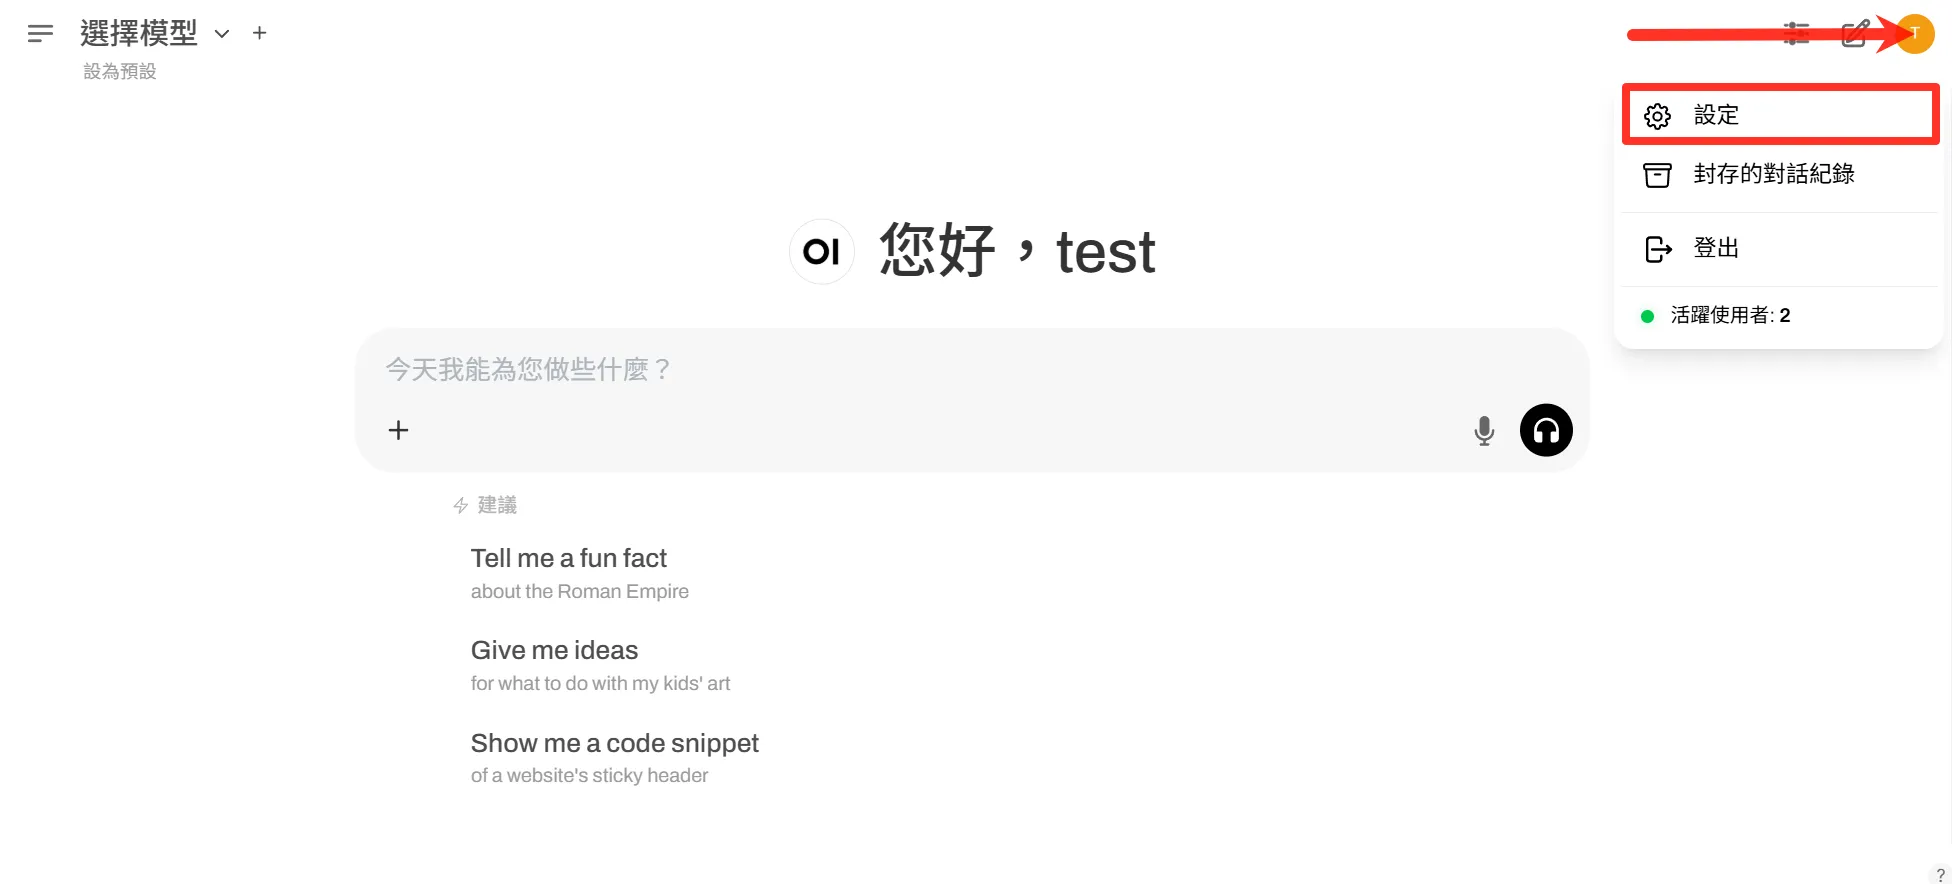 選擇模型
設為預設
T
設定
封存的對話紀錄
登出
活躍使用者: 2
OI 您好，test
今天我能為您做些什麼？
建議
Tell me a fun fact
about the Roman Empire
Give me ideas
for what to do with my kids' art
Show me a code snippet
of a website's sticky header
?